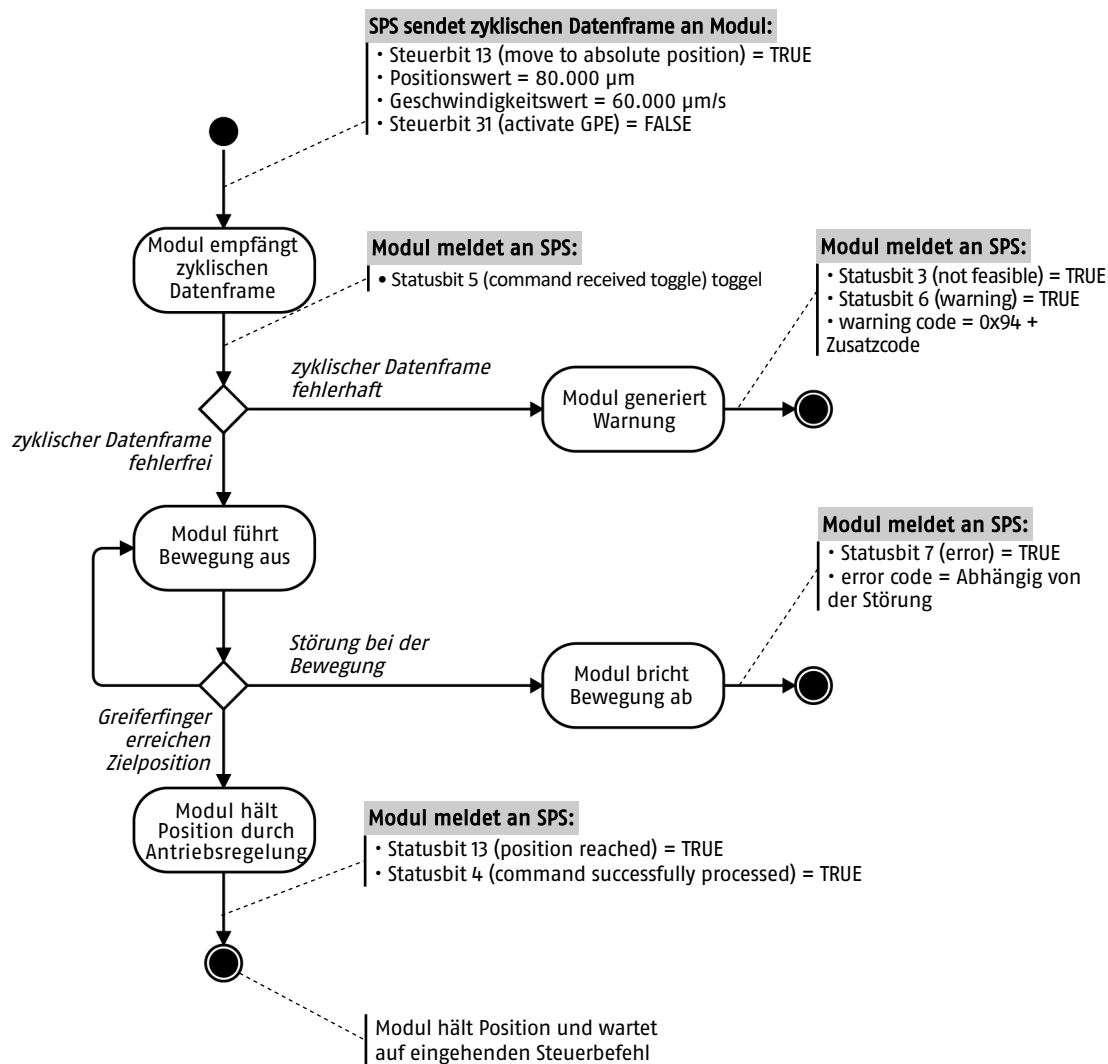 SPS sendet zyklischen Datenframe an Modul:
• Steuerbit 13 (move to absolute position) = TRUE
• Positionswert = 80.000 µm
• Geschwindigkeitswert = 60.000 µm/s
• Steuerbit 31 (activate GPE) = FALSE
Modul empfängt
zyklischen
Datenframe
Modul meldet an SPS:
• Statusbit 5 (command received toggle) toggel
Modul meldet an SPS:
• Statusbit 3 (not feasible) = TRUE
• Statusbit 6 (warning) = TRUE
• warning code = 0x94 +
Zusatzcode
zyklischer Datenframe
fehlerhaft
Modul generiert
Warnung
zyklischer Datenframe
fehlerfrei
Modul führt
Bewegung aus
Modul meldet an SPS:
• Statusbit 7 (error) = TRUE
• error code = Abhängig von
der Störung
Störung bei der
Bewegung
Modul bricht
Bewegung ab
Greiferfinger
erreichen
Zielposition
Modul hält
Position durch
Antriebsregelung
Modul meldet an SPS:
• Statusbit 13 (position reached) = TRUE
• Statusbit 4 (command successfully processed) = TRUE
Modul hält Position und wartet
auf eingehenden Steuerbefehl